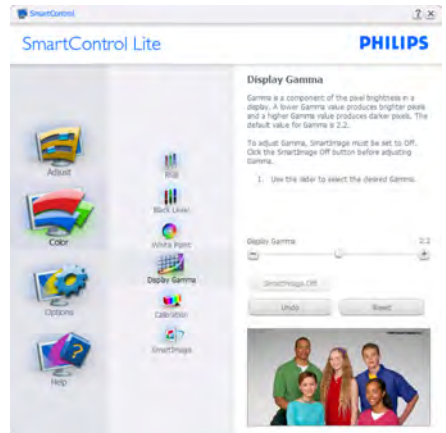 SmartControl
? ×
SmartControl Lite
PHILIPS
Adjust
Color
Options
Help
RGB
Black Level
White Point
Display Gamma
Calibration
SmartImage
Display Gamma
Gamma is a component of the pixel brightness in a
display. A lower Gamma value produces brighter pixels
and a higher Gamma value produces darker pixels. The
default value for Gamma is 2.2.
To adjust Gamma, SmartImage must be set to Off.
Click the SmartImage Off button before adjusting
Gamma.
1. Use the slider to select the desired Gamma.
Display Gamma 2.2
SmartImage Off
Undo Reset